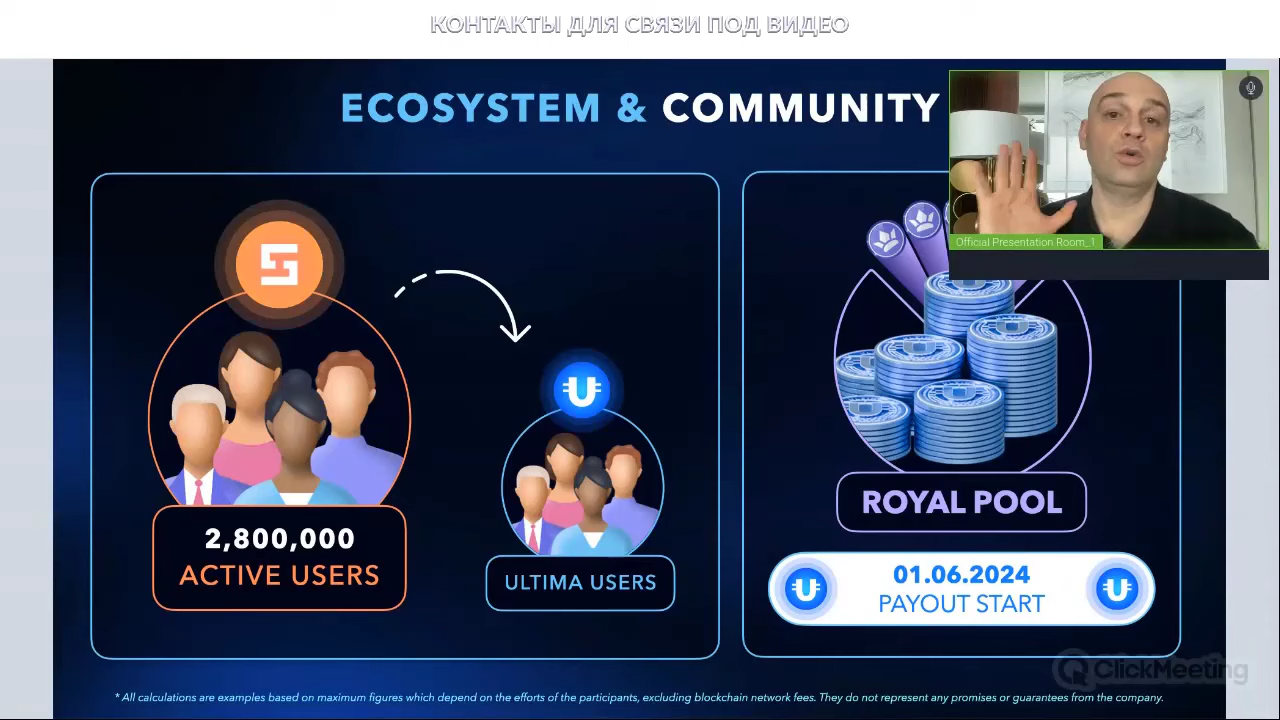 КОНТАКТЫ ДЛЯ СВЯЗИ ПОД ВИДЕО
ECOSYSTEM & COMMUNITY
Official Presentation Room_1
2,800,000
ACTIVE USERS
ULTIMA USERS
ROYAL POOL
01.06.2024
PAYOUT START
ClickMeeting
* All calculations are examples based on maximum figures which depend on the efforts of the participants, excluding blockchain network fees. They do not represent any promises or guarantees from the company.